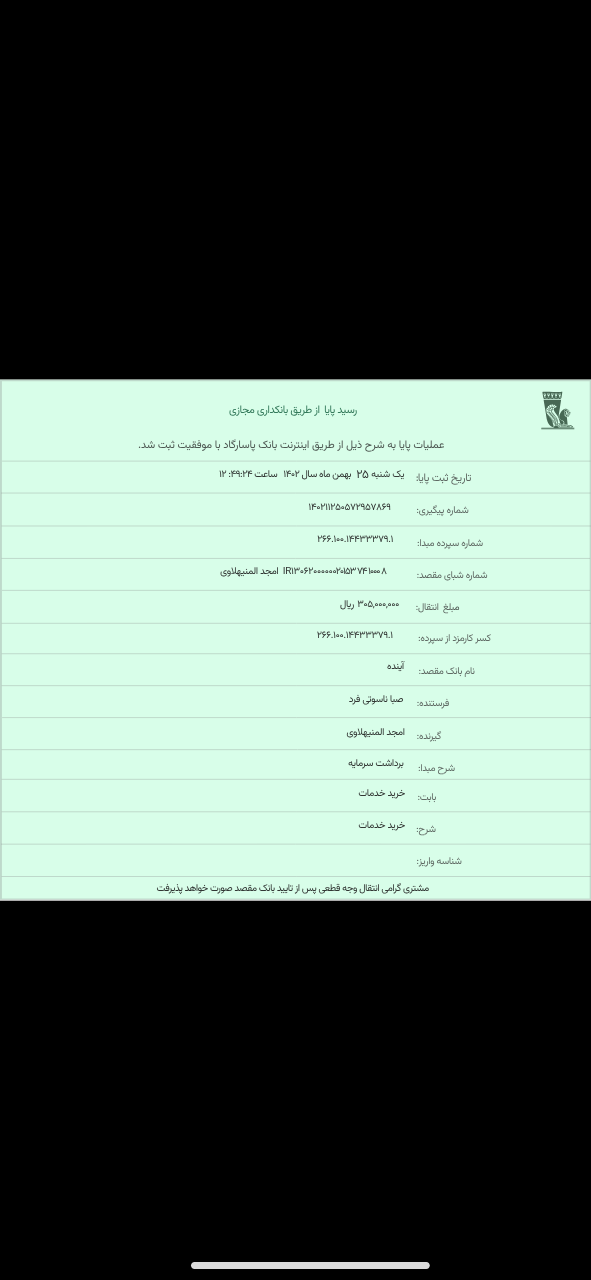 رسید پایا از طریق بانکداری مجازی
عملیات پایا به شرح ذیل از طریق اینترنت بانک پاسارگاد با موفقیت ثبت شد.
تاریخ ثبت پایا: یک شنبه ۲۵ بهمن ماه سال ۱۴۰۲ ساعت ۱۲:۴۹:۲۴
شماره پیگیری: ۱۴۰۲۱۱۲۵۰۵۷۲۹۵۷۸۶۹
شماره سپرده مبدا: ۲۶۶.۱۰۰.۱۴۴۳۳۳۷۹.۱
شماره شبای مقصد: IR۱۳۰۶۲۰۰۰۰۰۰۰۲۰۱۵۳۷۴۱۰۰۰۸ امجد المنیهلاوی
مبلغ انتقال: ۳۰۵,۰۰۰,۰۰۰ ریال
کسر کارمزد از سپرده: ۲۶۶.۱۰۰.۱۴۴۳۳۳۷۹.۱
نام بانک مقصد: آینده
فرستنده: صبا ناسوتی فرد
گیرنده: امجد المنیهلاوی
شرح مبدا: برداشت سرمایه
بابت: خرید خدمات
شرح: خرید خدمات
شناسه واریز:
مشتری گرامی انتقال وجه قطعی پس از تایید بانک مقصد صورت خواهد پذیرفت